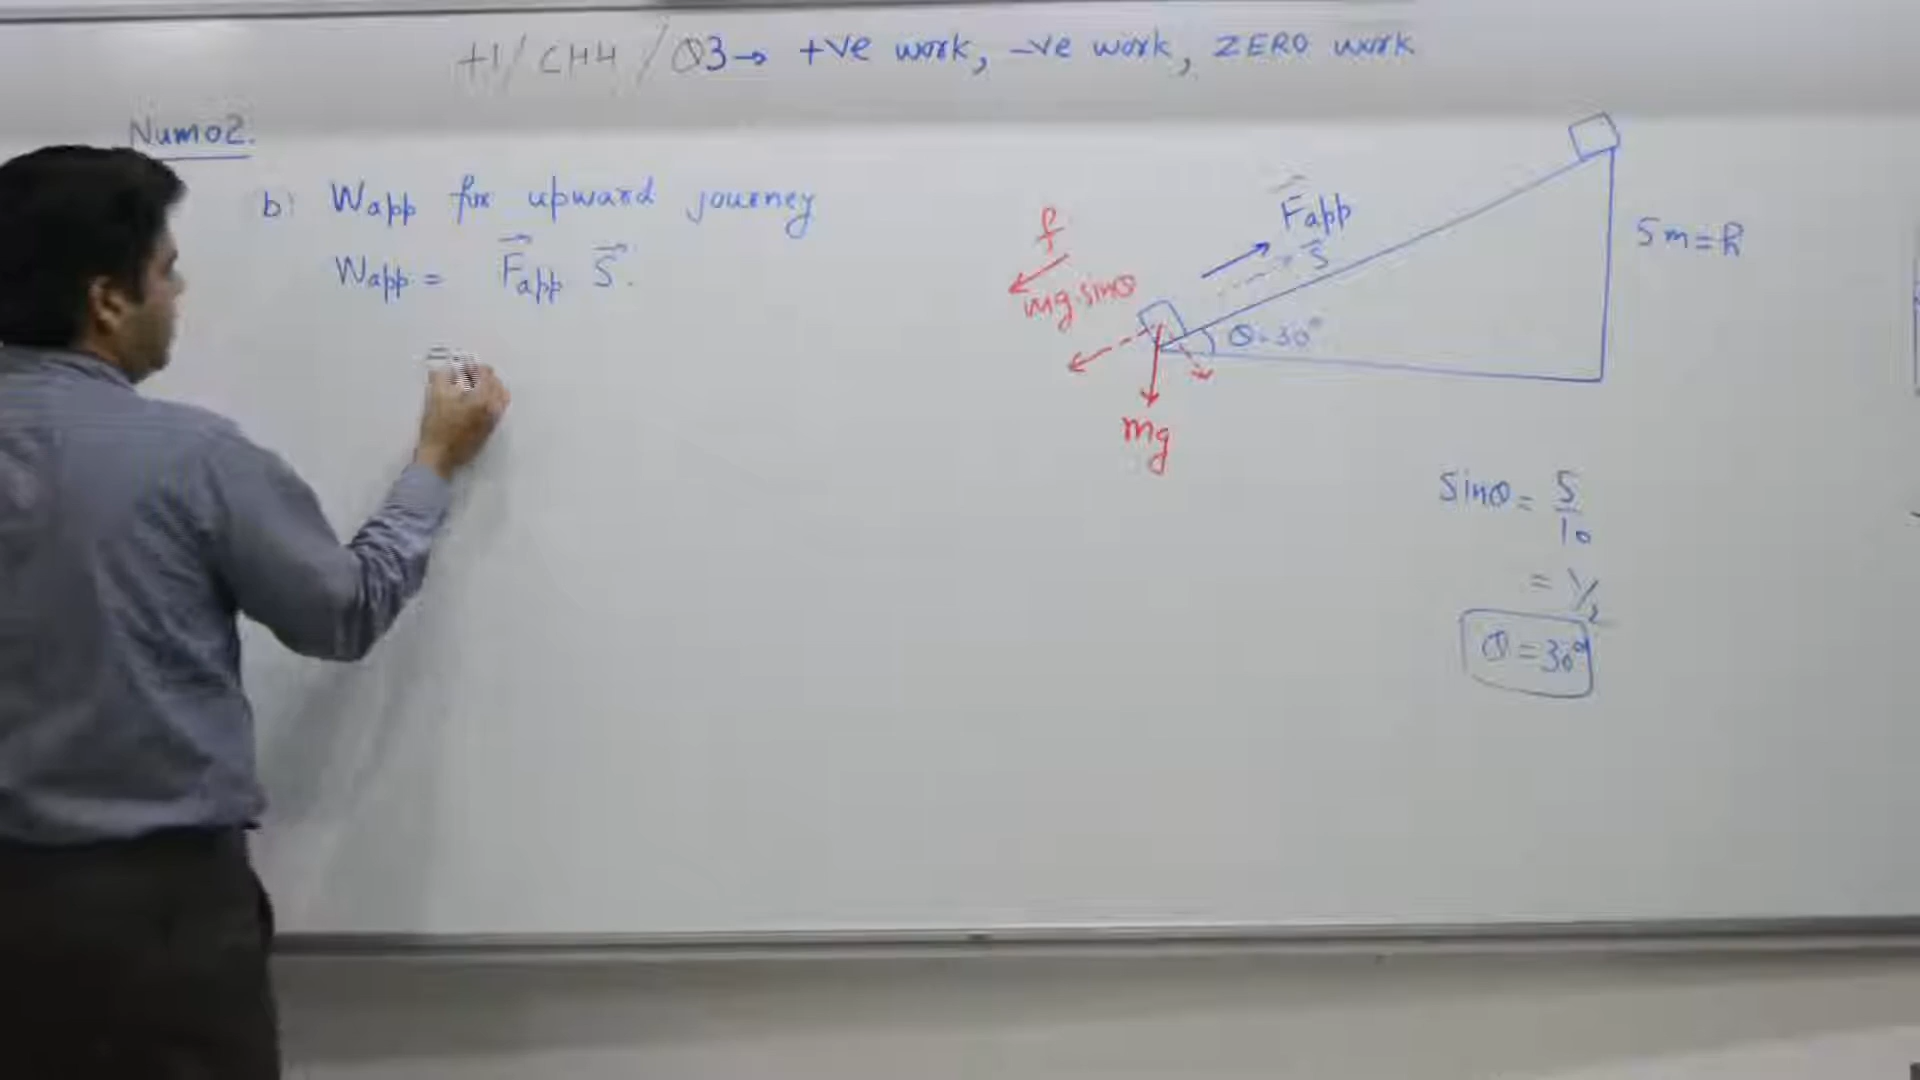 +1/CH4/Q3→ +ve work, -ve work, ZERO work
Num02.
b) Wapp for upward journey
Wapp = Fapp S.
=
Fapp
S
f
mg sinθ
θ=30°
5m=h
mg
Sinθ = 5/10
= 1/2
θ=30°